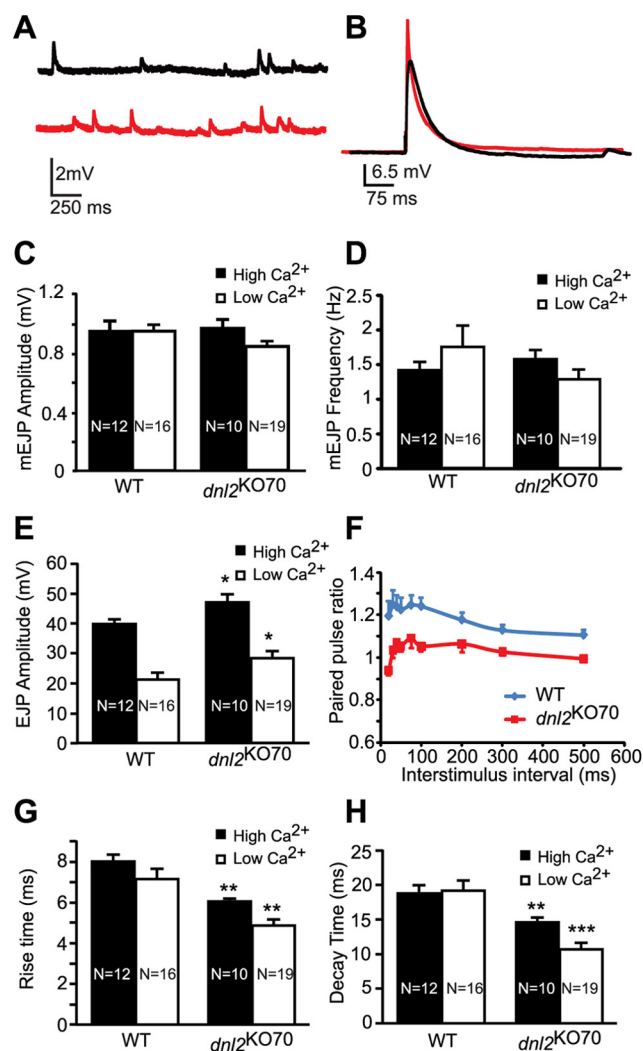 A
B
2mV
250 ms
6.5 mV
75 ms
C
High Ca2+
Low Ca2+
mEJP Amplitude (mV)
1.2
0.8
0.4
0
N=12
N=16
N=10
N=19
WT
dnl2KO70
D
High Ca2+
Low Ca2+
mEJP Frequency (Hz)
2.5
2
1.5
1
0.5
0
N=12
N=16
N=10
N=19
WT
dnl2KO70
E
High Ca2+
Low Ca2+
EJP Amplitude (mV)
60
50
40
30
20
10
0
*
*
N=12
N=16
N=10
N=19
WT
dnl2KO70
F
Paired pulse ratio
1.4
1.2
1
0.8
0.6
WT
dnl2KO70
0 100 200 300 400 500 600
Interstimulus interval (ms)
G
High Ca2+
Low Ca2+
Rise time (ms)
8
6
4
2
0
**
**
N=12
N=16
N=10
N=19
WT
dnl2KO70
H
High Ca2+
Low Ca2+
Decay Time (ms)
25
20
15
10
5
0
**
***
N=12
N=16
N=10
N=19
WT
dnl2KO70